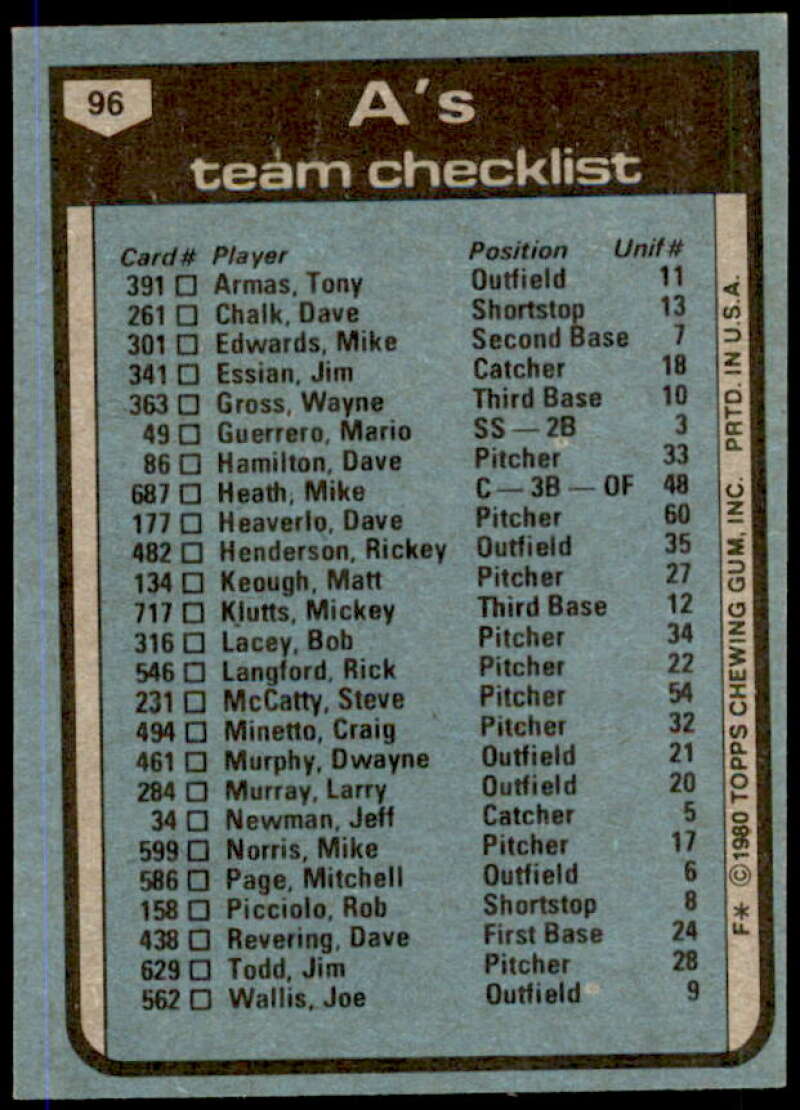 96
A's
team checklist
Card# Player Position Unif#
391 □ Armas, Tony Outfield 11
261 □ Chalk, Dave Shortstop 13
301 □ Edwards, Mike Second Base 7
341 □ Essian, Jim Catcher 18
363 □ Gross, Wayne Third Base 10
49 □ Guerrero, Mario SS — 2B 3
86 □ Hamilton, Dave Pitcher 33
687 □ Heath, Mike C — 3B — OF 48
177 □ Heaverlo, Dave Pitcher 60
482 □ Henderson, Rickey Outfield 35
134 □ Keough, Matt Pitcher 27
717 □ Klutts, Mickey Third Base 12
316 □ Lacey, Bob Pitcher 34
546 □ Langford, Rick Pitcher 22
231 □ McCatty, Steve Pitcher 54
494 □ Minetto, Craig Pitcher 32
461 □ Murphy, Dwayne Outfield 21
284 □ Murray, Larry Outfield 20
34 □ Newman, Jeff Catcher 5
599 □ Norris, Mike Pitcher 17
586 □ Page, Mitchell Outfield 6
158 □ Picciolo, Rob Shortstop 8
438 □ Revering, Dave First Base 24
629 □ Todd, Jim Pitcher 28
562 □ Wallis, Joe Outfield 9
F* © 1980 TOPPS CHEWING GUM, INC. PRTD. IN U.S.A.